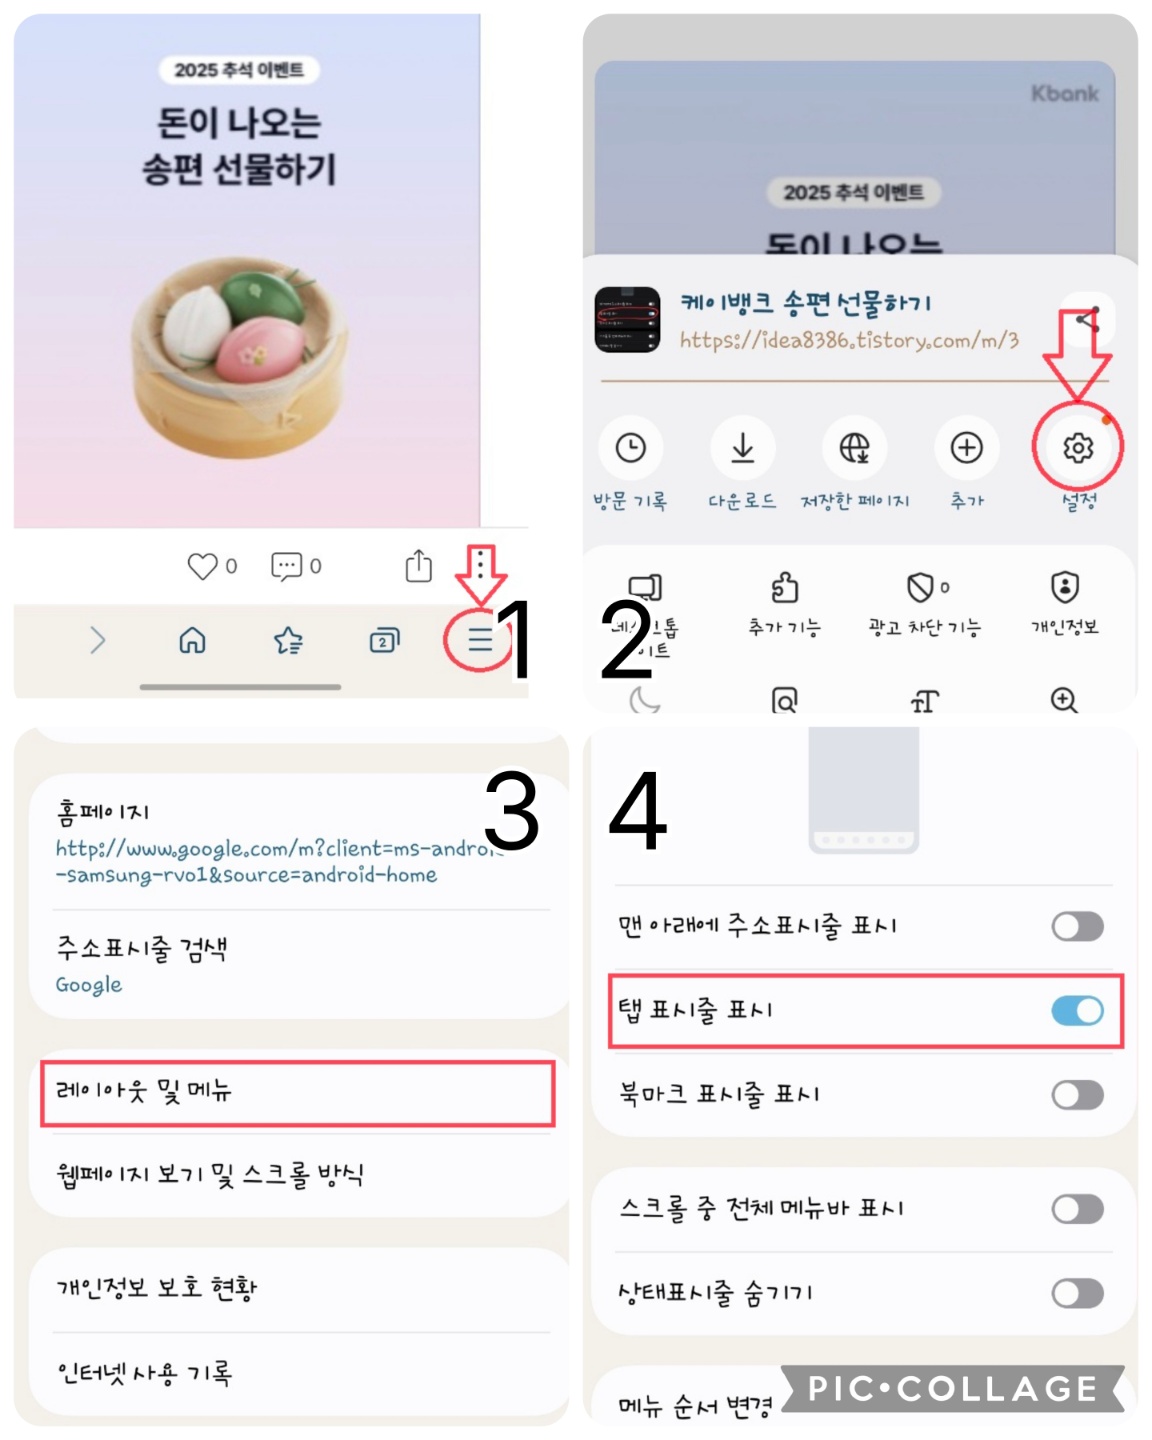 2025 추석 이벤트
돈이 나오는
송편 선물하기
0
0
2
1
Kbank
2025 추석 이벤트
돈이 나오는
케이뱅크 송편 선물하기
https://idea8386.tistory.com/m/3
방문 기록
다운로드
저장한 페이지
추가
설정
추가 기능
0
광고 차단 기능
개인정보
2
3
홈페이지
http://www.google.com/m?client=ms-android
-samsung-rvo1&source=android-home
주소표시줄 검색
Google
레이아웃 및 메뉴
웹페이지 보기 및 스크롤 방식
개인정보 보호 현황
인터넷 사용 기록
4
맨 아래에 주소표시줄 표시
탭 표시줄 표시
북마크 표시줄 표시
스크롤 중 전체 메뉴바 표시
상태표시줄 숨기기
메뉴 순서 변경
PIC•COLLAGE